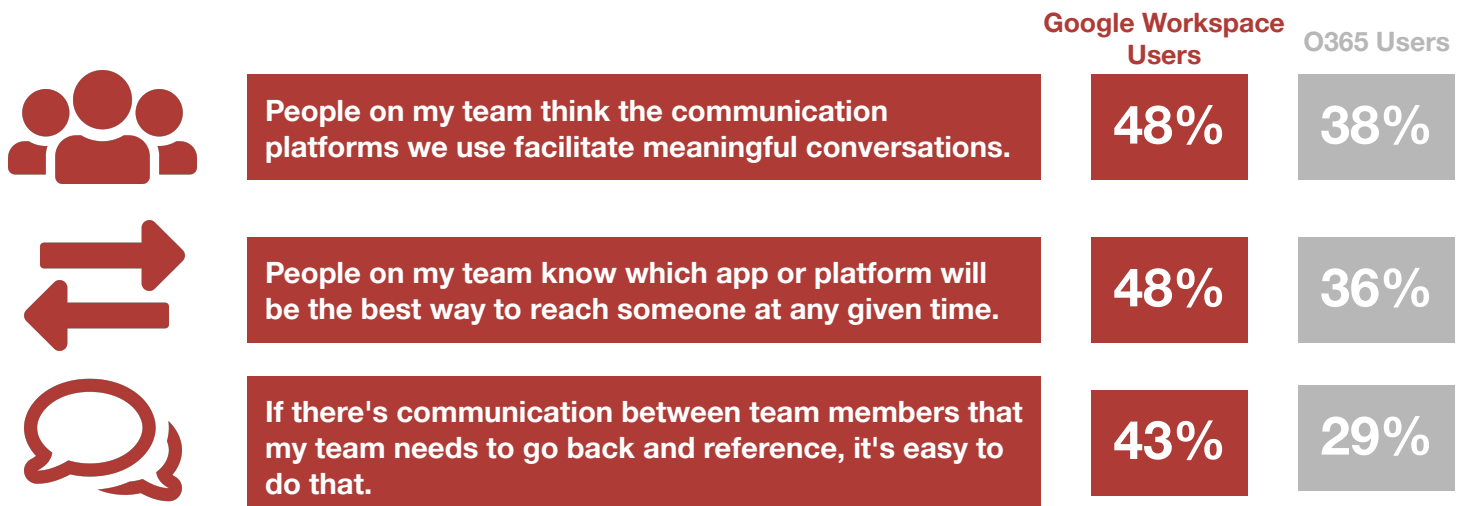 Google Workspace
Users
O365 Users
People on my team think the communication
platforms we use facilitate meaningful conversations.
48%
38%
People on my team know which app or platform will
be the best way to reach someone at any given time.
48%
36%
If there's communication between team members that
my team needs to go back and reference, it's easy to
do that.
43%
29%